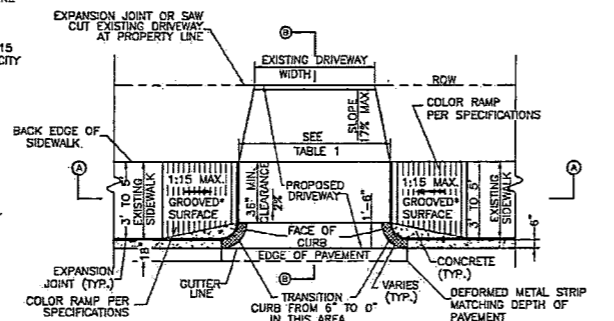 EXPANSION JOINT OR SAW
CUT EXISTING DRIVEWAY
AT PROPERTY LINE
15
CITY
B
EXISTING DRIVEWAY
WIDTH
ROW
COLOR RAMP
PER SPECIFICATIONS
SLOPE
17% MAX
BACK EDGE OF
SIDEWALK.
SEE
TABLE 1
A
A
3' TO 5'
EXISTING
SIDEWALK
1:15 MAX.
GROOVED*
SURFACE
36" MIN.
CLEARANCE
2%
PROPOSED
DRIVEWAY
1'-6"
1:15 MAX.
GROOVED*
SURFACE
3' TO 5'
EXISTING
SIDEWALK
6"
18"
FACE OF
CURB
EDGE OF PAVEMENT
EXPANSION
JOINT (TYP.)
GUTTER
LINE
B
CONCRETE
(TYP.)
COLOR RAMP PER
SPECIFICATIONS
TRANSITION
CURB FROM 6" TO 0"
IN THIS AREA
VARIES
(TYP.)
DEFORMED METAL STRIP
MATCHING DEPTH OF
PAVEMENT